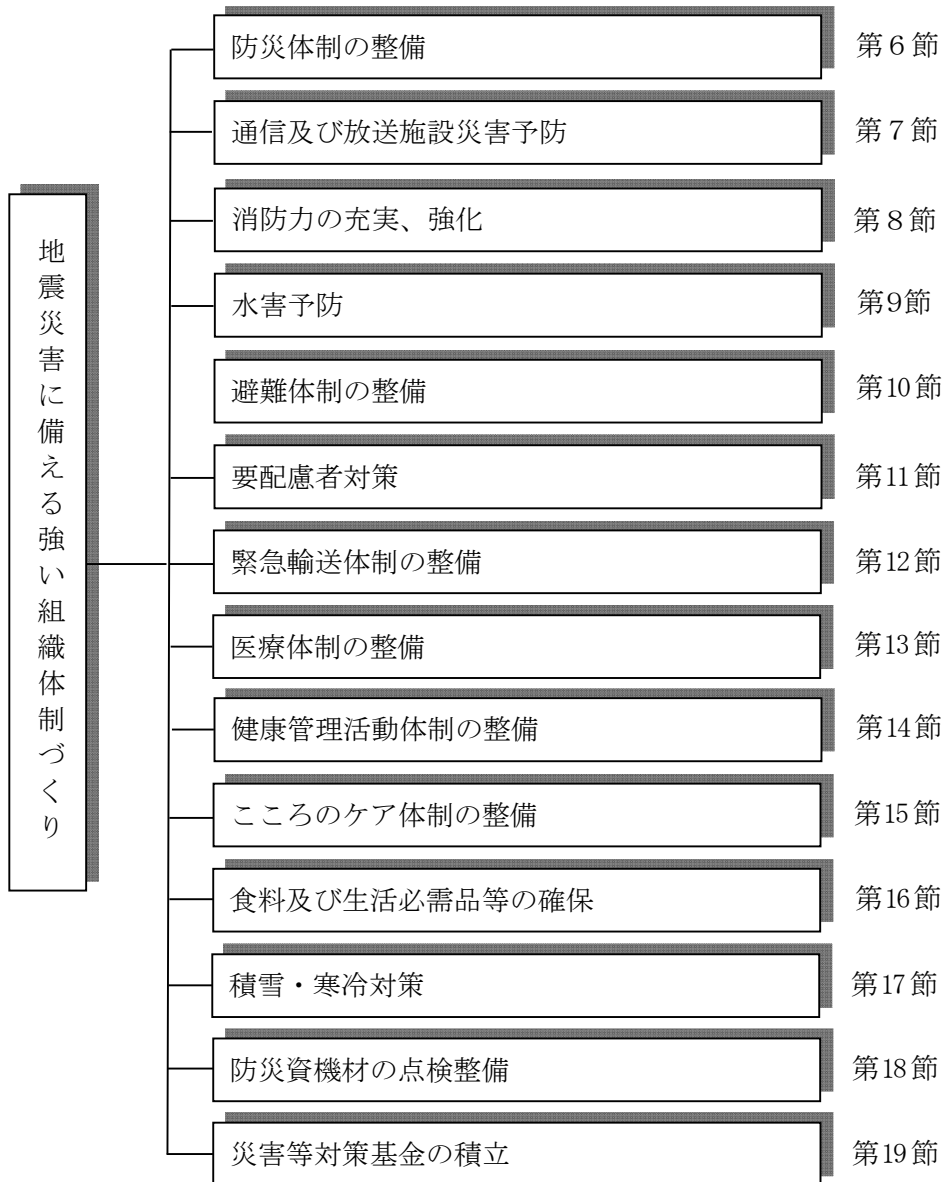 地震災害に備える強い組織体制づくり
防災体制の整備 第６節
通信及び放送施設災害予防 第７節
消防力の充実、強化 第８節
水害予防 第9節
避難体制の整備 第10節
要配慮者対策 第11節
緊急輸送体制の整備 第12節
医療体制の整備 第13節
健康管理活動体制の整備 第14節
こころのケア体制の整備 第15節
食料及び生活必需品等の確保 第16節
積雪・寒冷対策 第17節
防災資機材の点検整備 第18節
災害等対策基金の積立 第19節